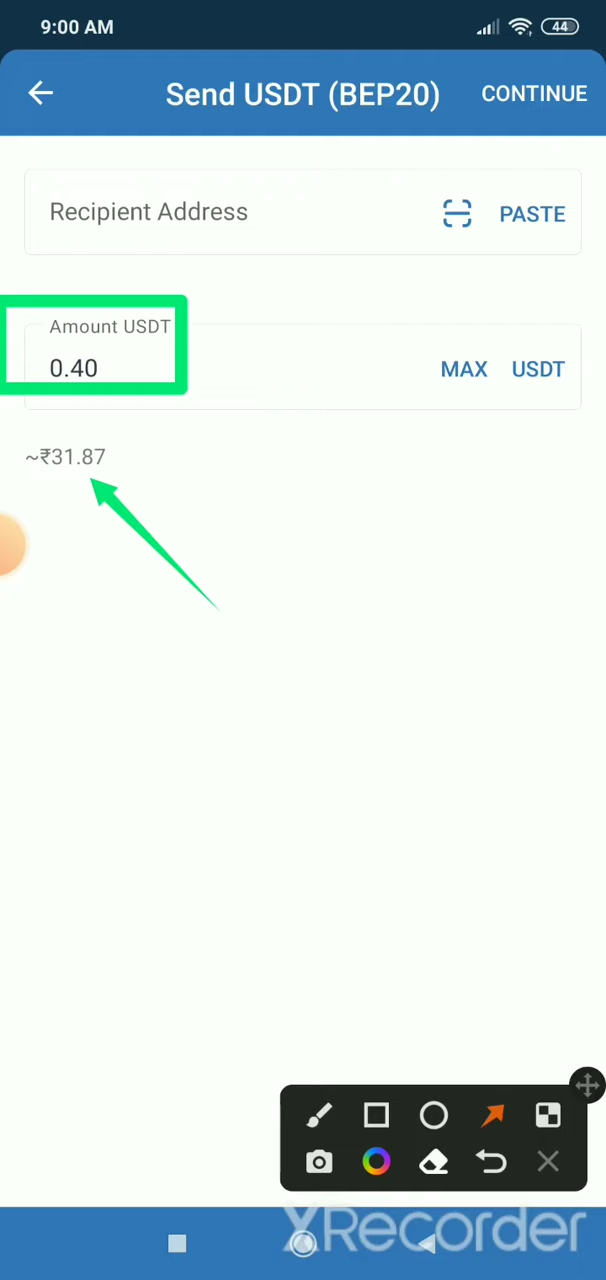 9:00 AM
44
Send USDT (BEP20)
CONTINUE
Recipient Address
PASTE
Amount USDT
0.40
MAX
USDT
~₹31.87
XRecorder